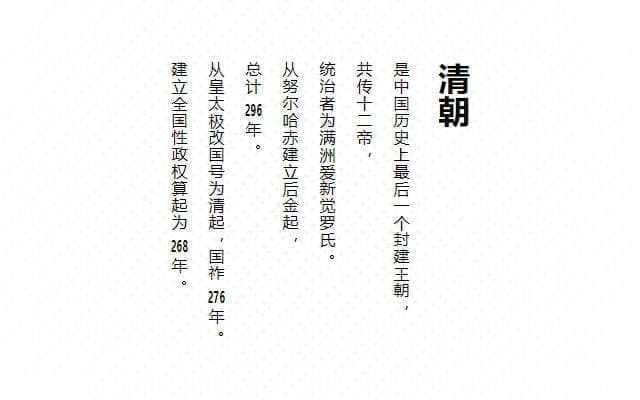 清朝
是中国历史上最后一个封建王朝，
共传十二帝，
统治者为满洲爱新觉罗氏。
从努尔哈赤建立后金起，
总计296年。
从皇太极改国号为清起，国祚276年。
建立全国性政权算起为268年。